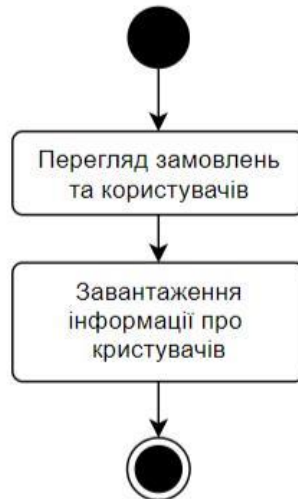 Перегляд замовлень
та користувачів
Завантаження
інформації про
кристувачів